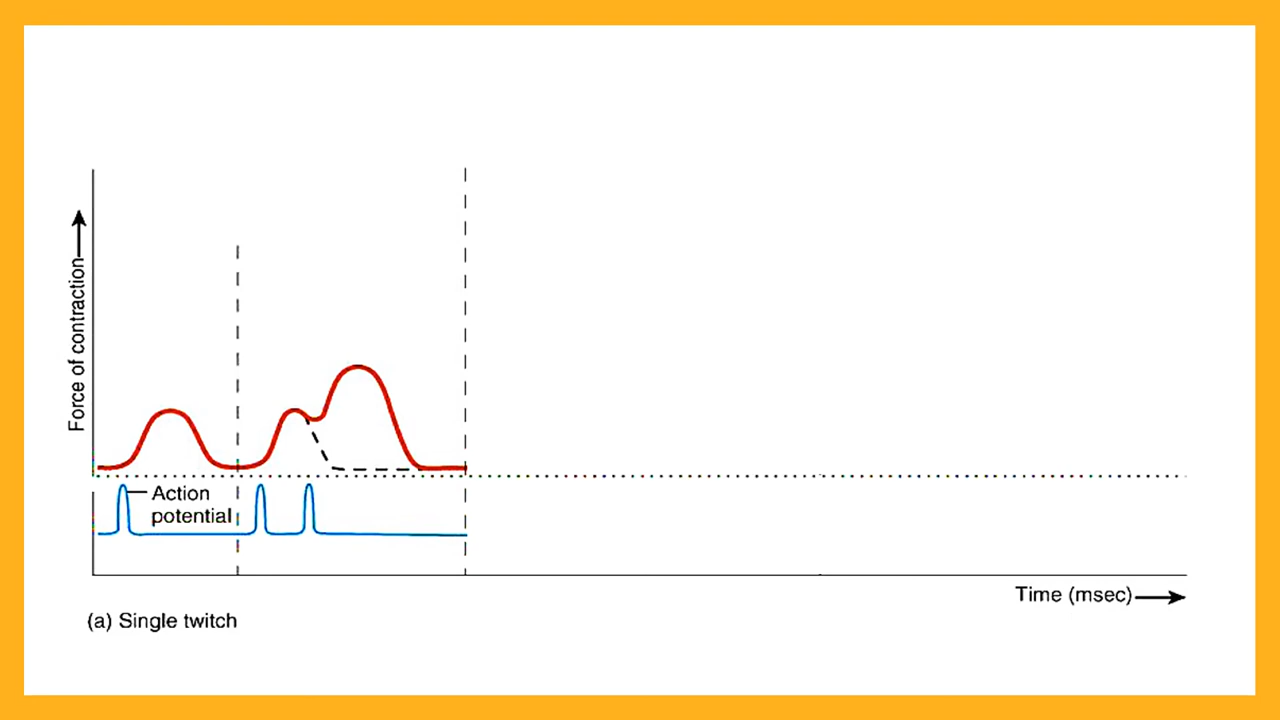 Force of contraction
Action
potential
Time (msec)
(a) Single twitch